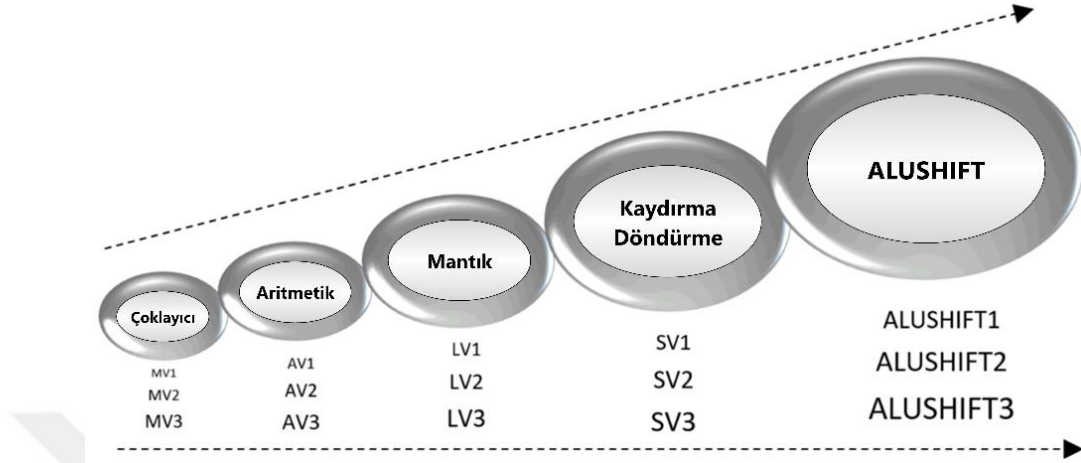 Çoklayıcı
MV1
MV2
MV3
Aritmetik
AV1
AV2
AV3
Mantık
LV1
LV2
LV3
Kaydırma
Döndürme
SV1
SV2
SV3
ALUSHIFT
ALUSHIFT1
ALUSHIFT2
ALUSHIFT3